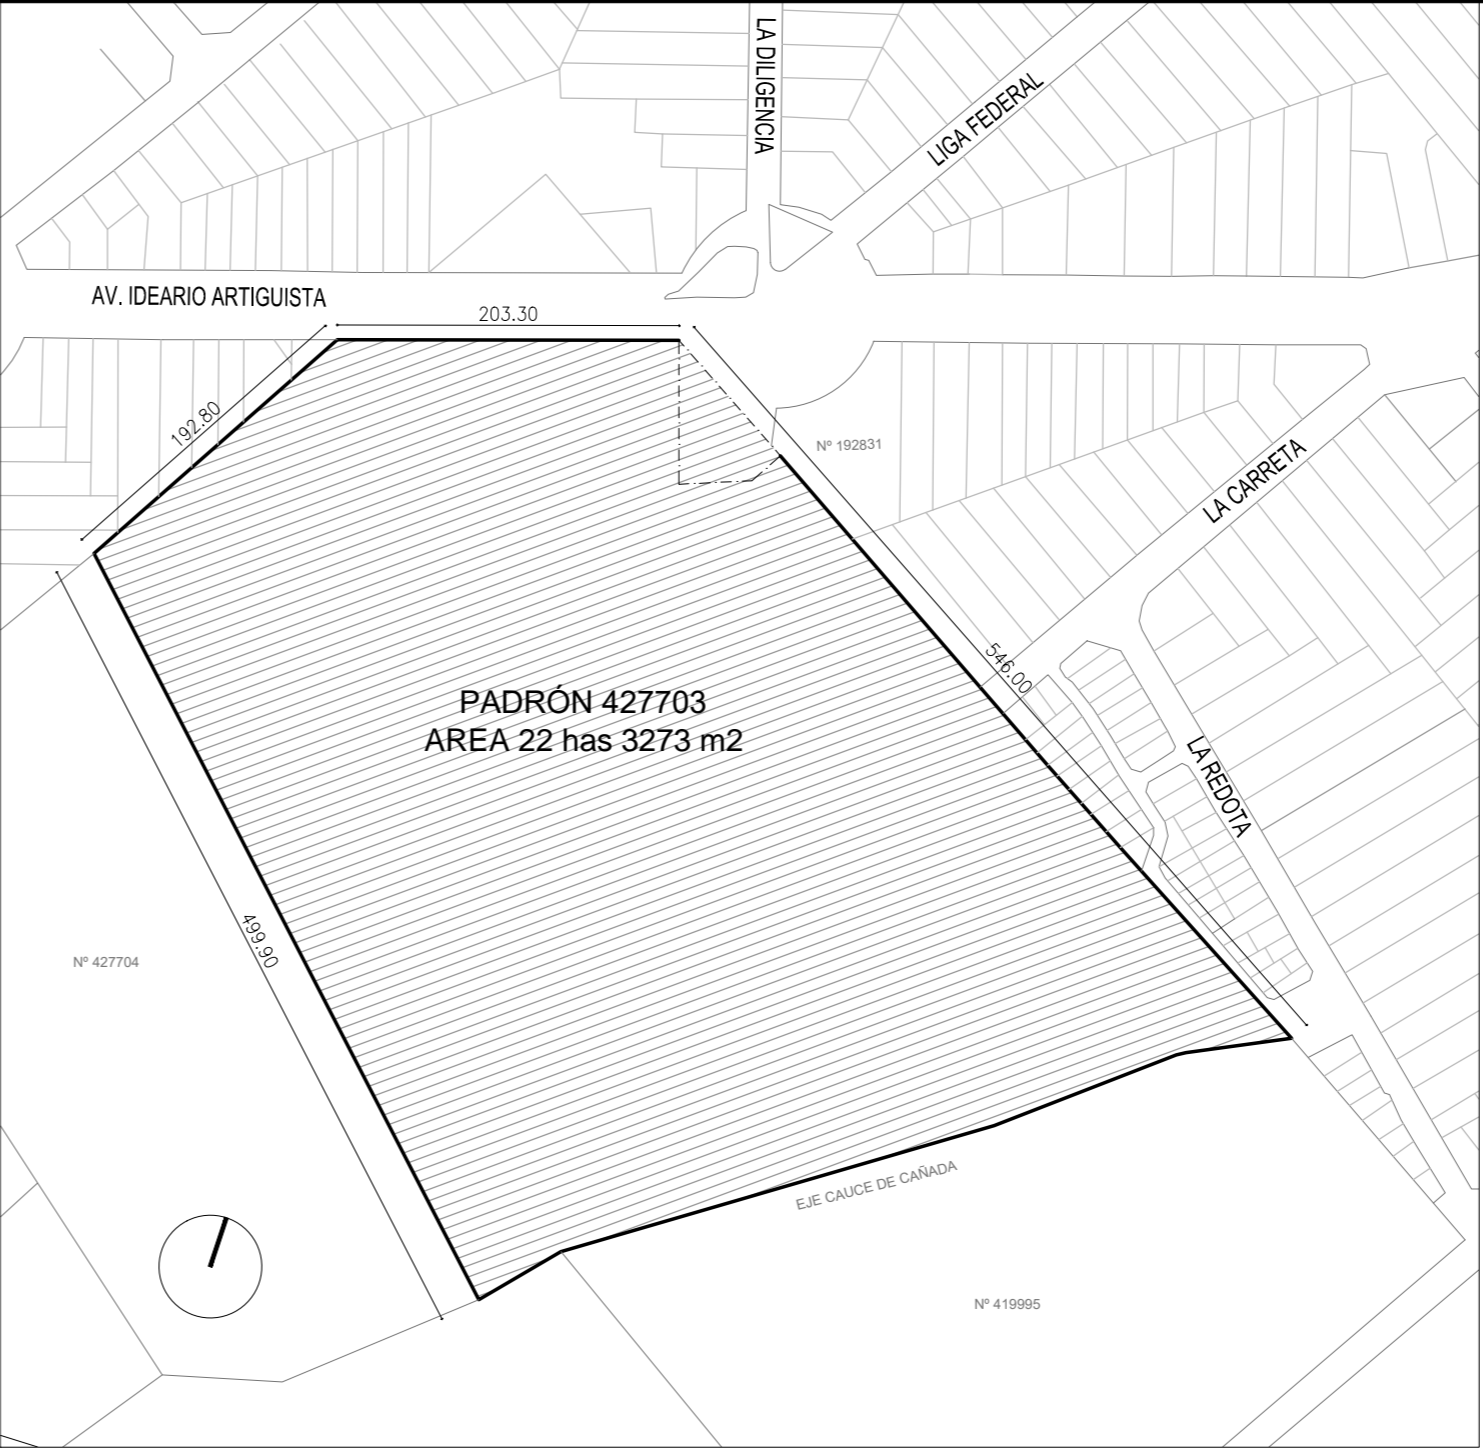 LA DILIGENCIA
LIGA FEDERAL
AV. IDEARIO ARTIGUISTA
203.30
192.80
Nº 192831
LA CARRETA
546.00
PADRÓN 427703
AREA 22 has 3273 m2
LA REDOTA
499.90
Nº 427704
EJE CAUCE DE CAÑADA
Nº 419995